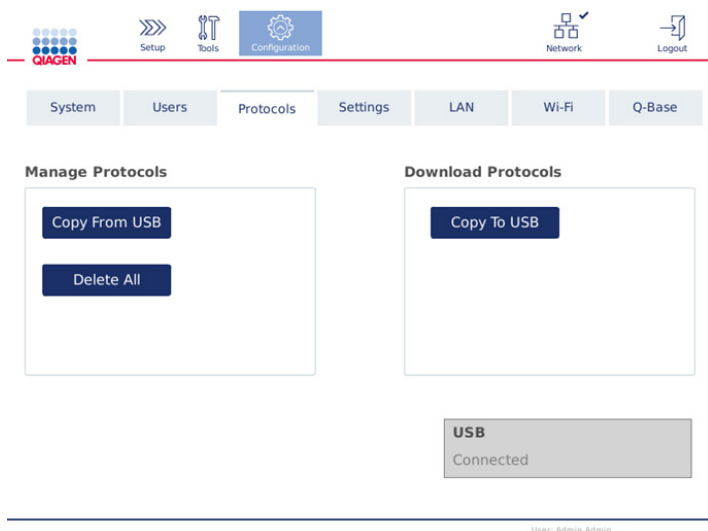 QIAGEN
Setup
Tools
Configuration
Network
Logout
System
Users
Protocols
Settings
LAN
Wi-Fi
Q-Base
Manage Protocols
Download Protocols
Copy From USB
Copy To USB
Delete All
USB
Connected
User: Admin Admin